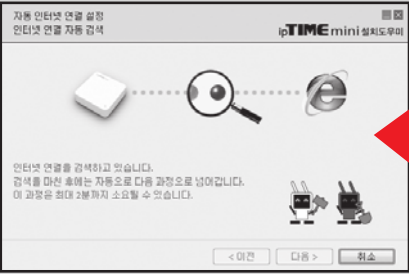 자동 인터넷 연결 설정
인터넷 연결 자동 검색
ipTIME mini 설치도우미
인터넷 연결을 검색하고 있습니다.
검색을 마친 후에는 자동으로 다음 과정으로 넘어갑니다.
이 과정은 최대 2분까지 소요될 수 있습니다.
< 이전
다음 >
취소